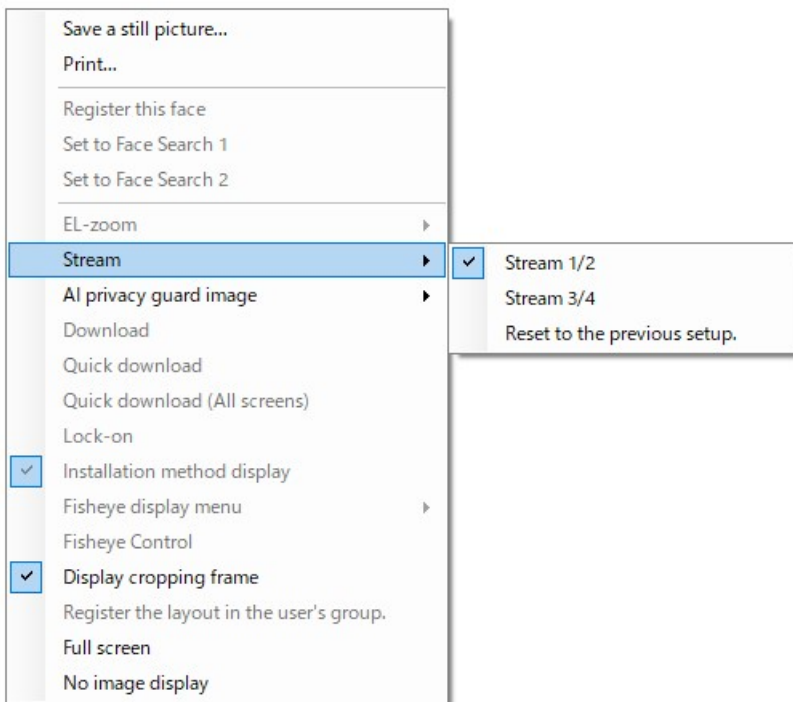 Save a still picture...
Print...
Register this face
Set to Face Search 1
Set to Face Search 2
EL-zoom
Stream
AI privacy guard image
Download
Quick download
Quick download (All screens)
Lock-on
Installation method display
Fisheye display menu
Fisheye Control
Display cropping frame
Register the layout in the user's group.
Full screen
No image display
Stream 1/2
Stream 3/4
Reset to the previous setup.